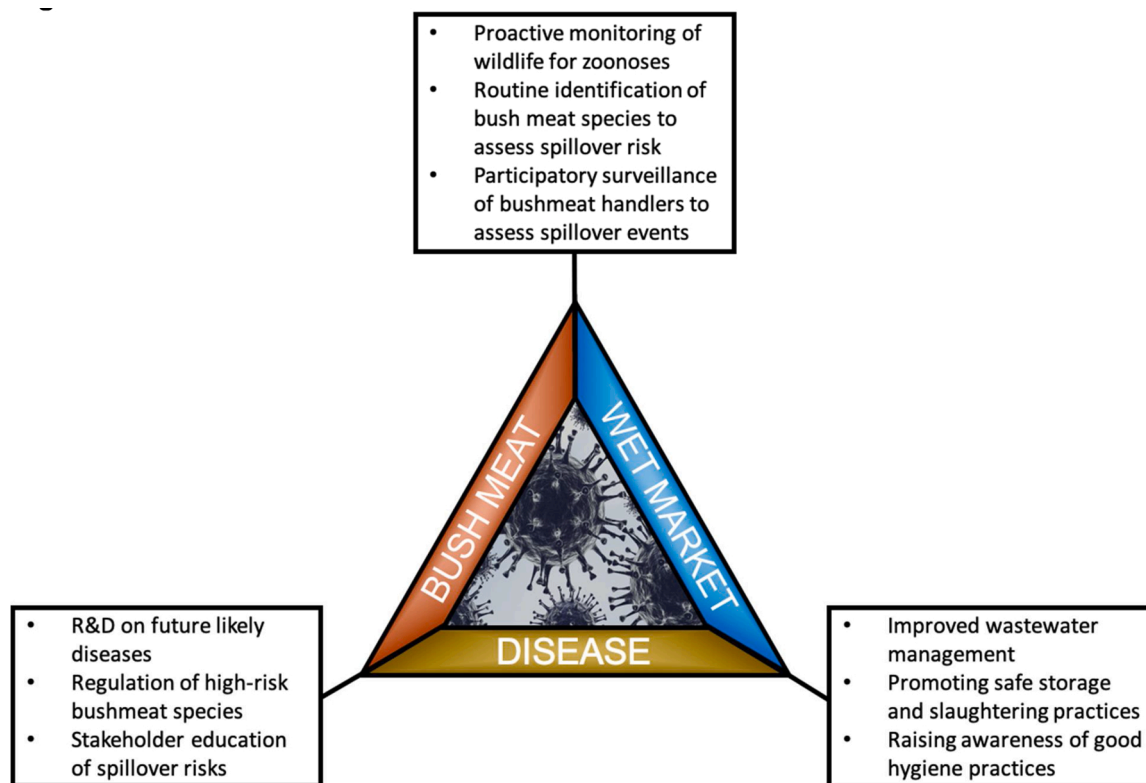 • Proactive monitoring of
wildlife for zoonoses
• Routine identification of
bush meat species to
assess spillover risk
• Participatory surveillance
of bushmeat handlers to
assess spillover events
BUSH MEAT
WET MARKET
DISEASE
• R&D on future likely
diseases
• Regulation of high-risk
bushmeat species
• Stakeholder education
of spillover risks
• Improved wastewater
management
• Promoting safe storage
and slaughtering practices
• Raising awareness of good
hygiene practices